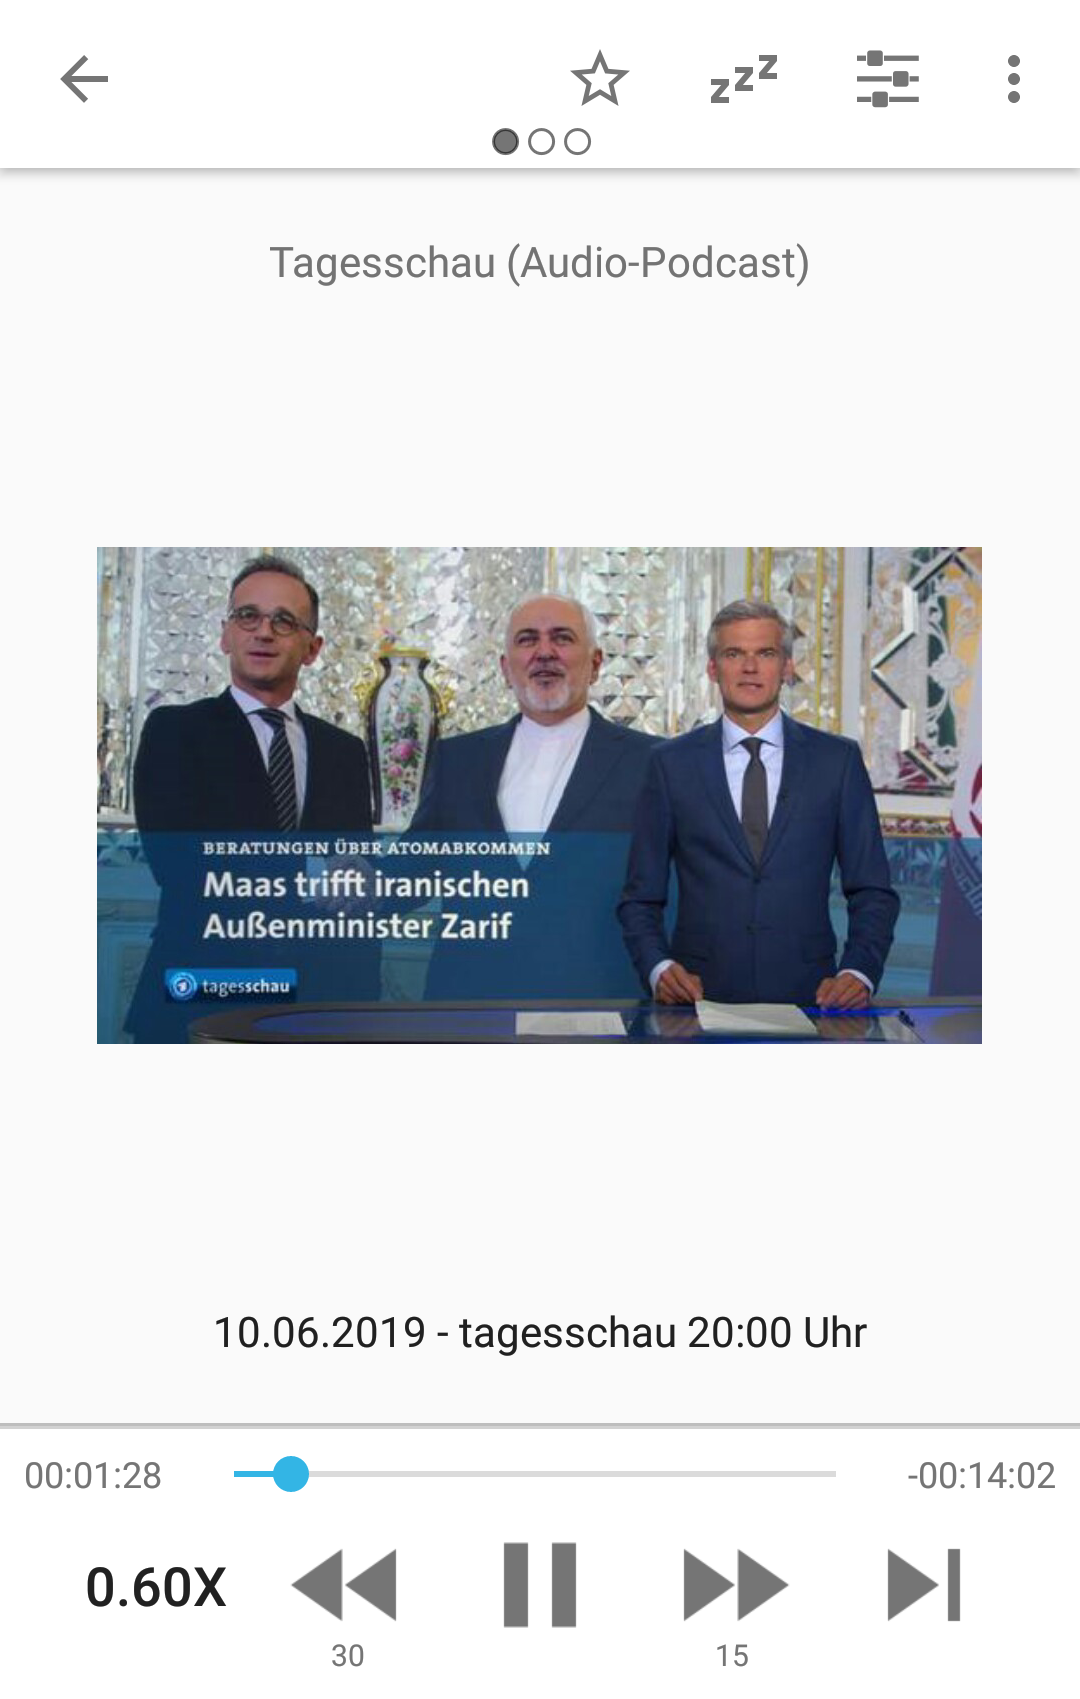 zzz
Tagesschau (Audio-Podcast)
BERATUNGEN ÜBER ATOMABKOMMEN
Maas trifft iranischen
Außenminister Zarif
tagesschau
10.06.2019 - tagesschau 20:00 Uhr
00:01:28
-00:14:02
0.60X
30
15